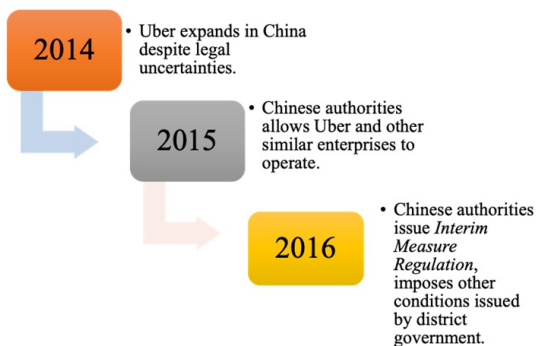 2014
• Uber expands in China
despite legal
uncertainties.
2015
• Chinese authorities
allows Uber and other
similar enterprises to
operate.
2016
• Chinese authorities
issue Interim
Measure
Regulation,
imposes other
conditions issued
by district
government.